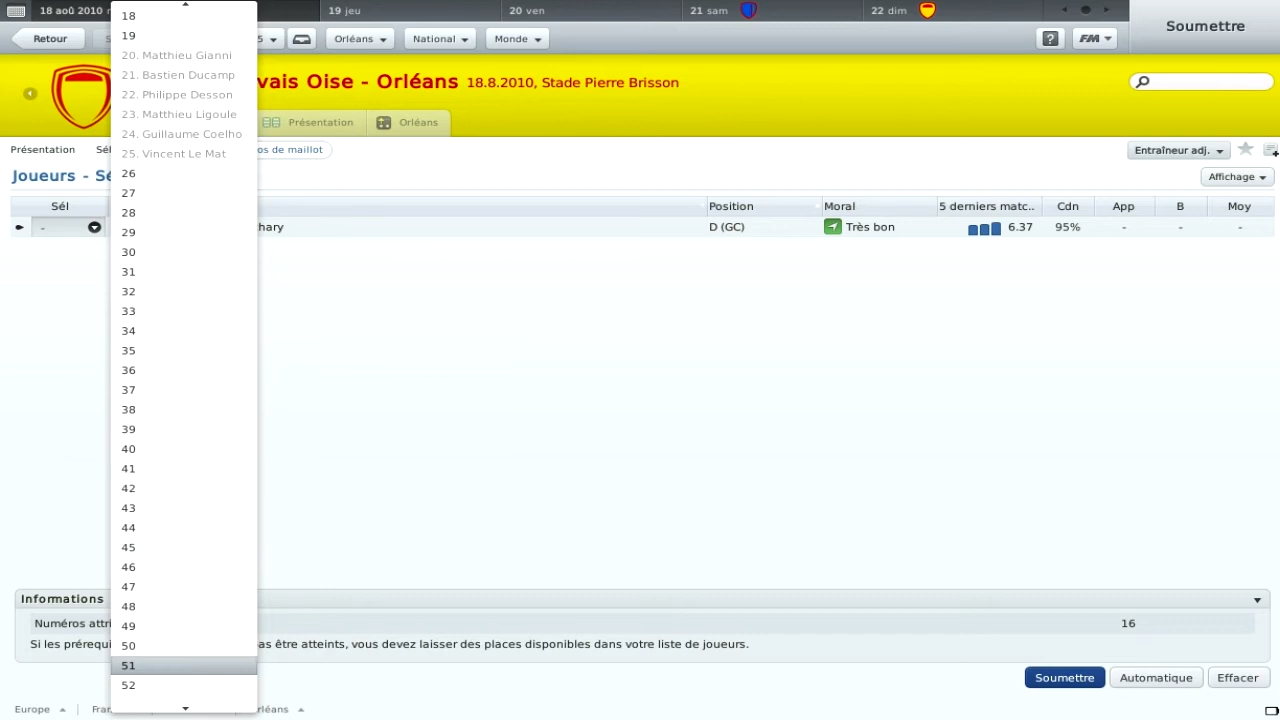 18 aoû 2010 19 jeu 20 ven 21 sam 22 dim Soumettre
Retour 5 Orléans National Monde ? FM
vais Oise - Orléans 18.8.2010, Stade Pierre Brisson
Présentation Orléans
Présentation Sél os de maillot Entraîneur adj.
Joueurs - Sé Affichage
Sél Position Moral 5 derniers matc.. Cdn App B Moy
- hary D (GC) Très bon 6.37 95% - - -
18
19
20. Matthieu Gianni
21. Bastien Ducamp
22. Philippe Desson
23. Matthieu Ligoule
24. Guillaume Coelho
25. Vincent Le Mat
26
27
28
29
30
31
32
33
34
35
36
37
38
39
40
41
42
43
44
45
46
47
48
49
50
51
52
Informations
Numéros attri 16
Si les prérequi as être atteints, vous devez laisser des places disponibles dans votre liste de joueurs.
Soumettre Automatique Effacer
Europe Fran rléans